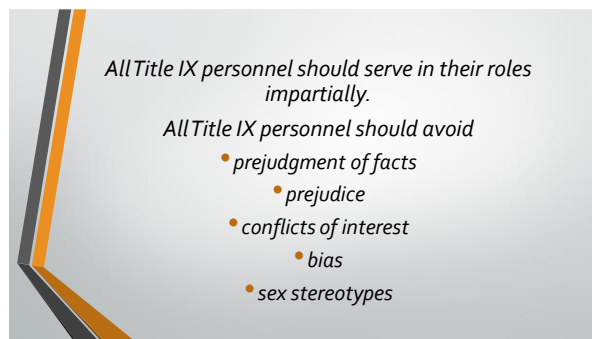 All Title IX personnel should serve in their roles
impartially.
All Title IX personnel should avoid
• prejudgment of facts
• prejudice
• conflicts of interest
• bias
• sex stereotypes